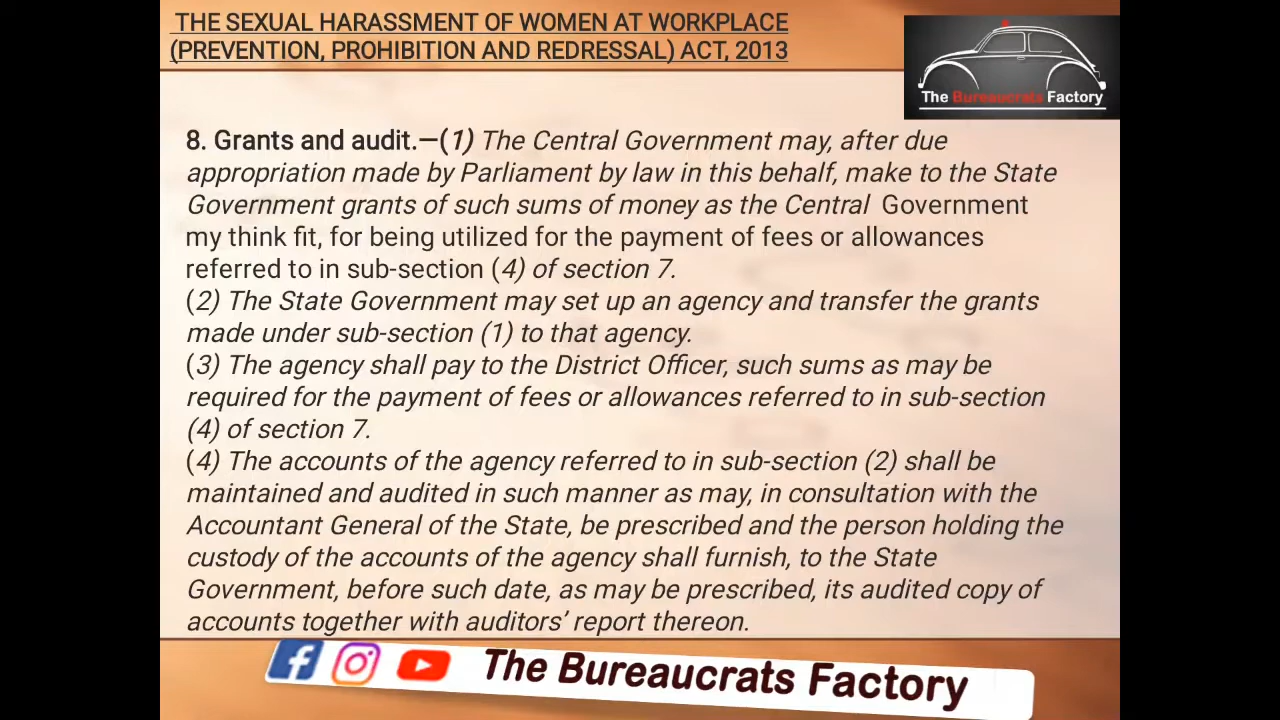 THE SEXUAL HARASSMENT OF WOMEN AT WORKPLACE
(PREVENTION, PROHIBITION AND REDRESSAL) ACT, 2013
The Bureaucrats Factory
8. Grants and audit.—(1) The Central Government may, after due
appropriation made by Parliament by law in this behalf, make to the State
Government grants of such sums of money as the Central Government
my think fit, for being utilized for the payment of fees or allowances
referred to in sub-section (4) of section 7.
(2) The State Government may set up an agency and transfer the grants
made under sub-section (1) to that agency.
(3) The agency shall pay to the District Officer, such sums as may be
required for the payment of fees or allowances referred to in sub-section
(4) of section 7.
(4) The accounts of the agency referred to in sub-section (2) shall be
maintained and audited in such manner as may, in consultation with the
Accountant General of the State, be prescribed and the person holding the
custody of the accounts of the agency shall furnish, to the State
Government, before such date, as may be prescribed, its audited copy of
accounts together with auditors’ report thereon.
The Bureaucrats Factory